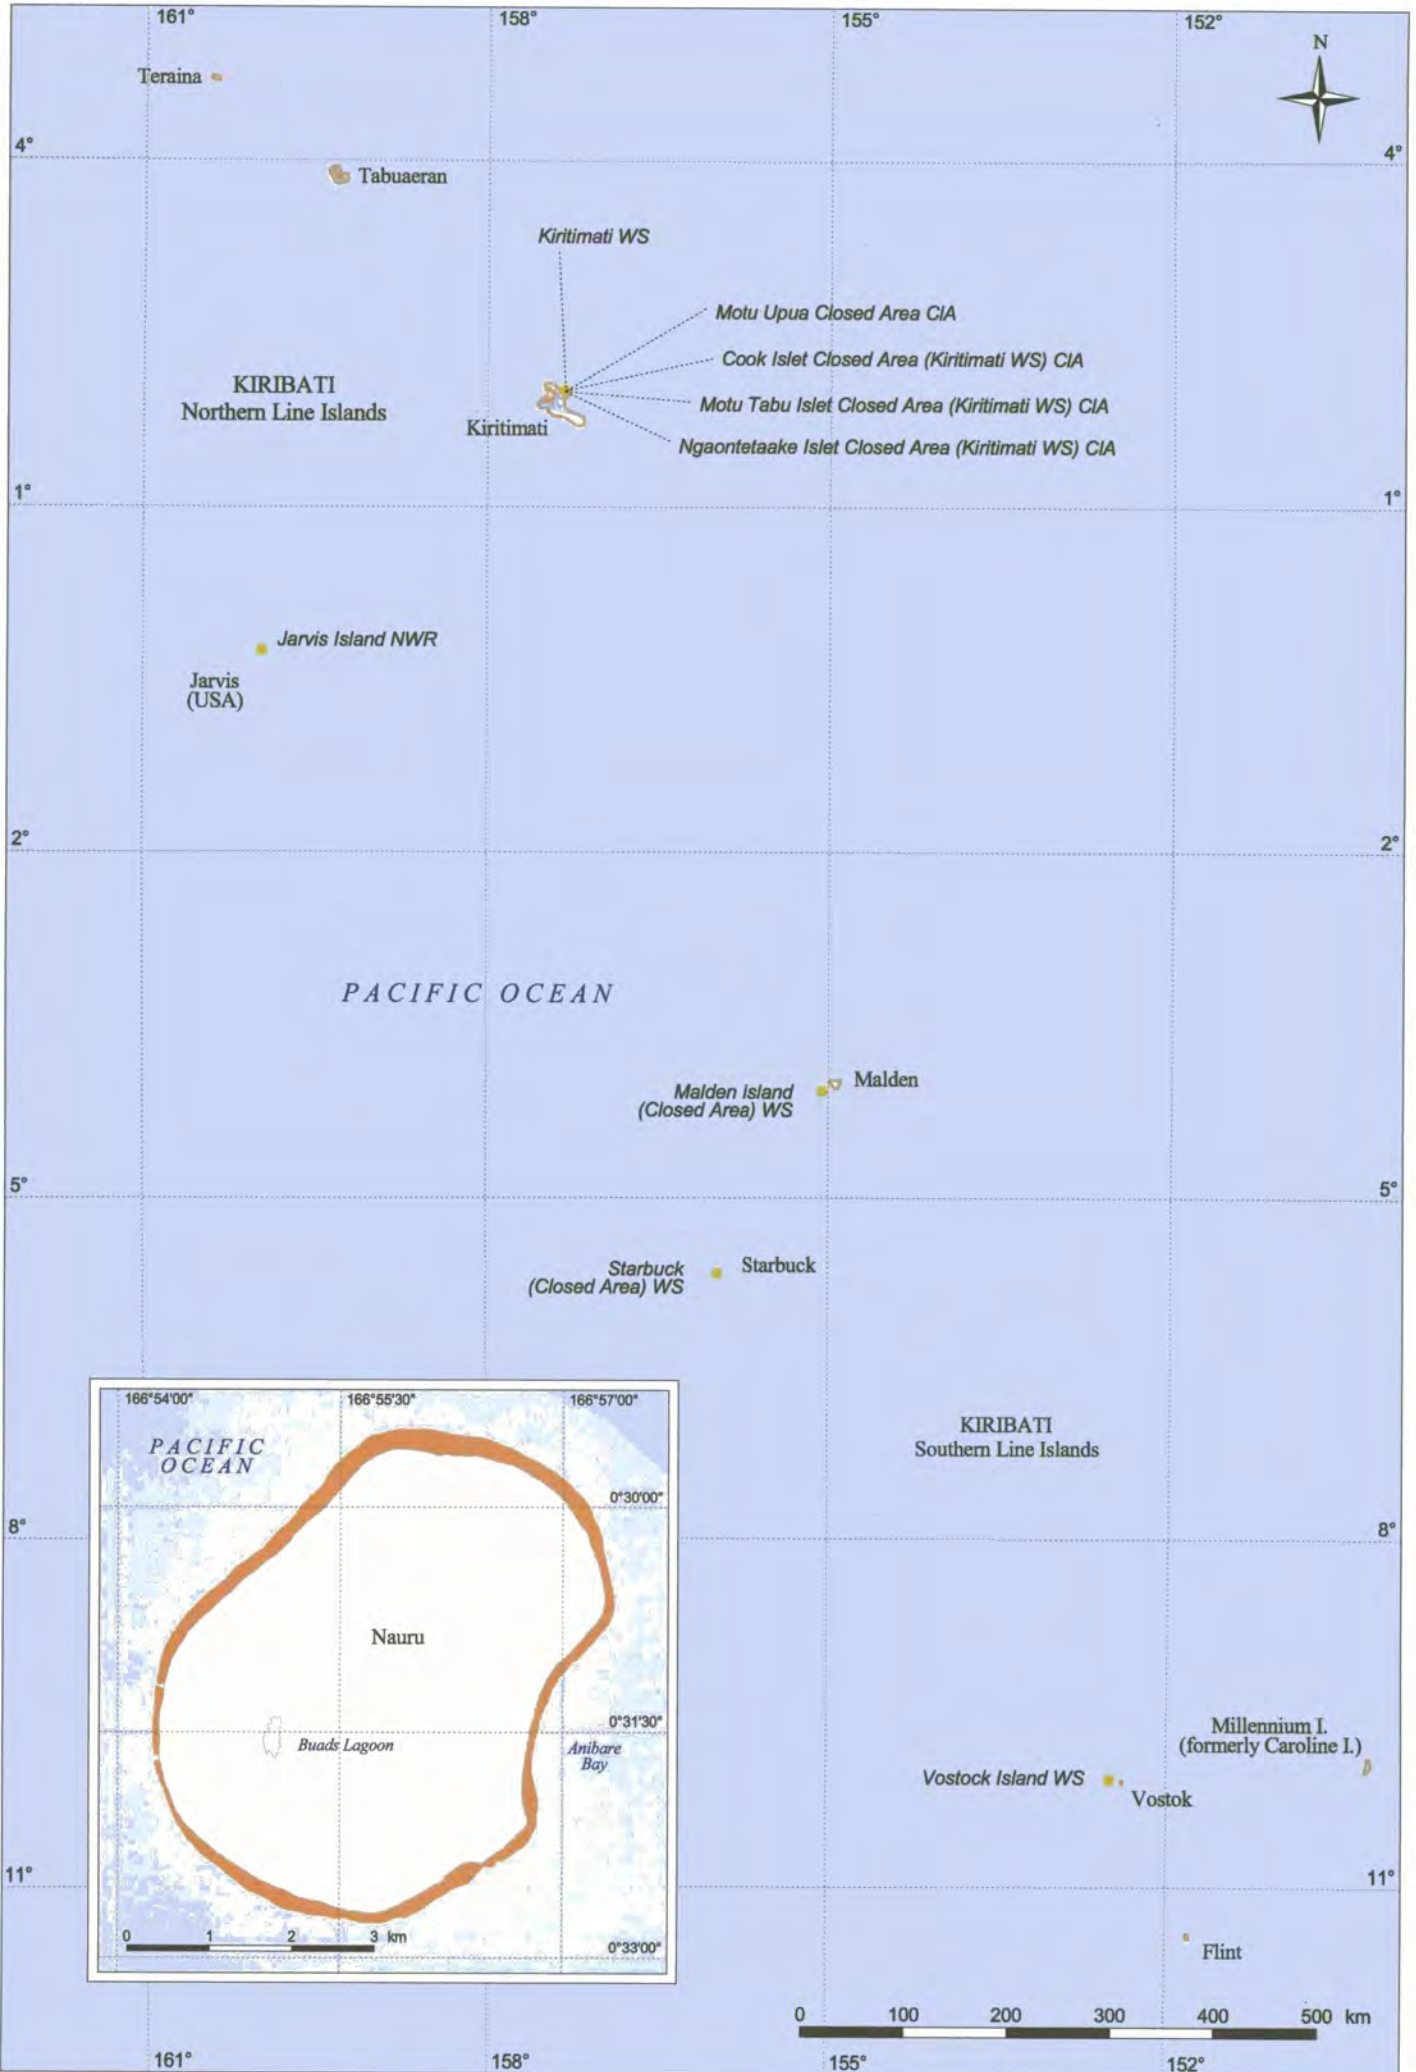 161°
158°
155°
152°
N
Teraina
4°
4°
Tabuaeran
Kiritimati WS
Motu Upua Closed Area CIA
Cook Islet Closed Area (Kiritimati WS) CIA
KIRIBATI
Northern Line Islands
Motu Tabu Islet Closed Area (Kiritimati WS) CIA
Kiritimati
Ngaontetaake Islet Closed Area (Kiritimati WS) CIA
1°
1°
Jarvis Island NWR
Jarvis
(USA)
2°
2°
PACIFIC OCEAN
Malden Island
(Closed Area) WS
Malden
5°
5°
Starbuck
(Closed Area) WS
Starbuck
166°54'00"
166°55'30"
166°57'00"
PACIFIC
OCEAN
KIRIBATI
Southern Line Islands
0°30'00"
8°
8°
Nauru
0°31'30"
Buads Lagoon
Anibare
Bay
Millennium I.
(formerly Caroline I.)
Vostock Island WS
Vostok
11°
11°
0 1 2 3 km
0°33'00"
Flint
0 100 200 300 400 500 km
161°
158°
155°
152°